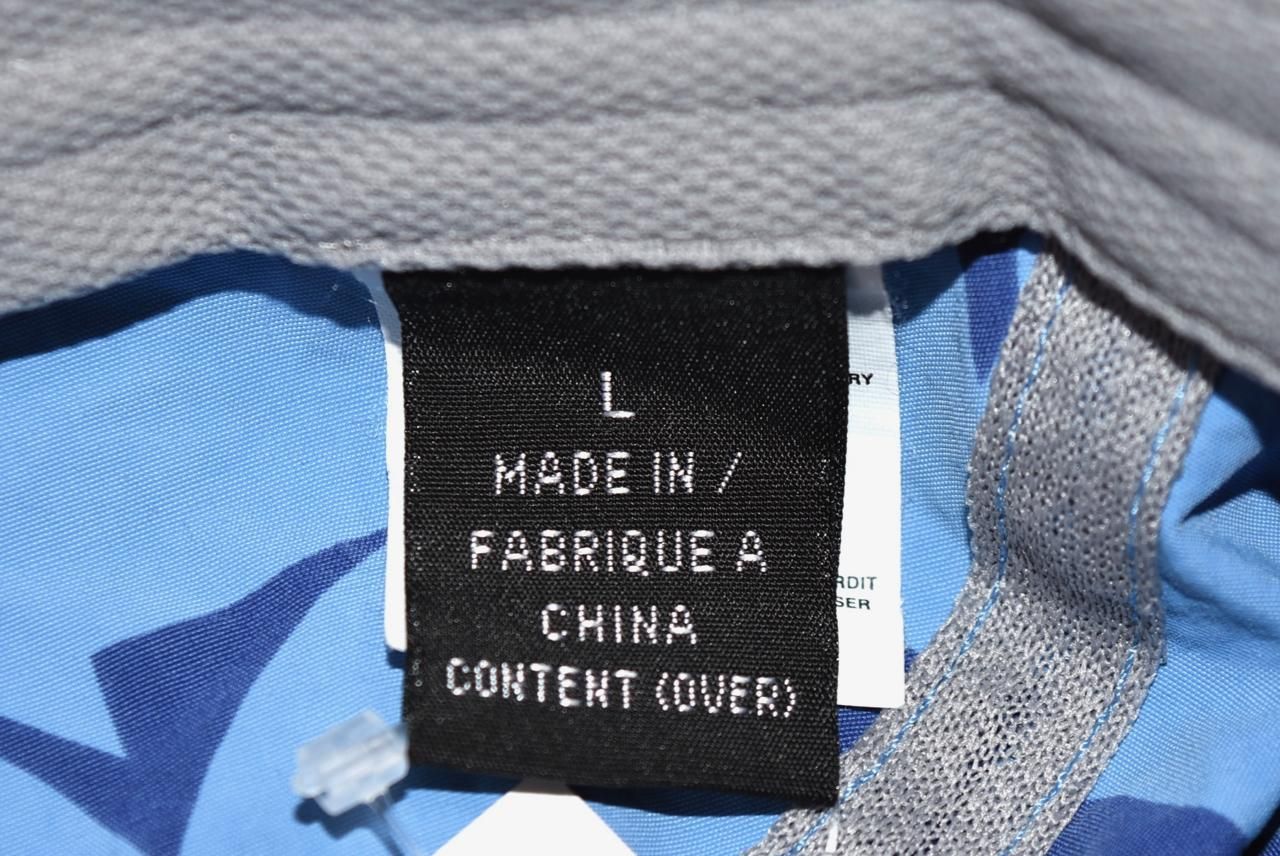 L
MADE IN /
FABRIQUE A
CHINA
CONTENT (OVER)